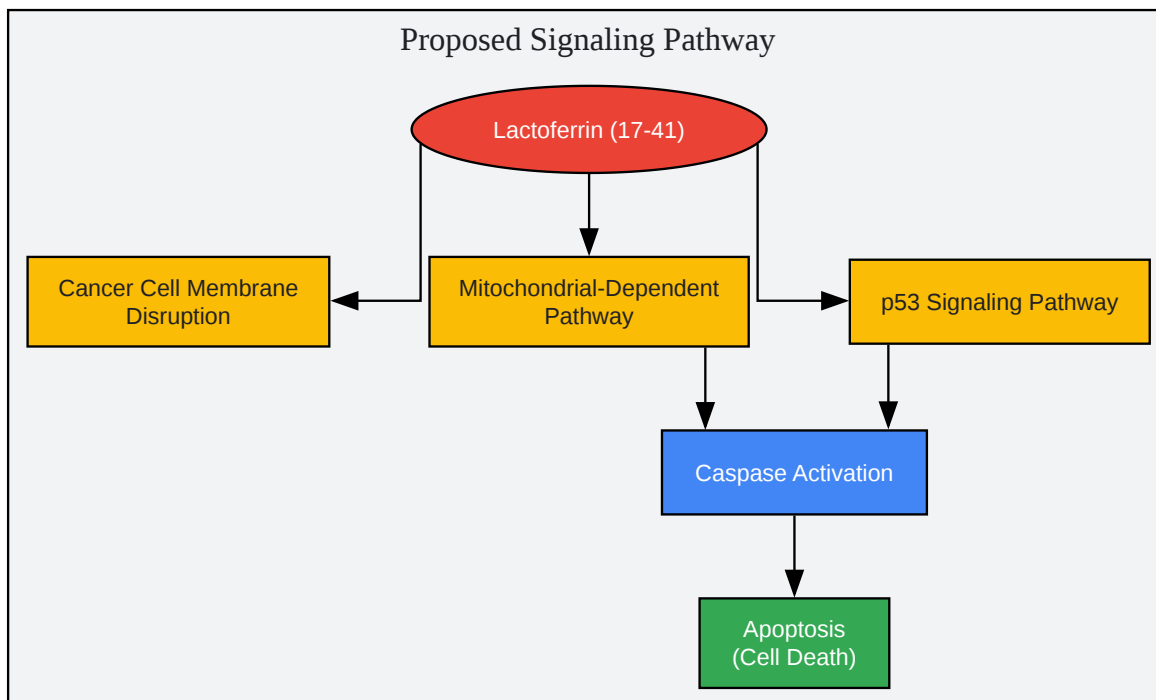 Proposed Signaling Pathway
Lactoferrin (17-41)
Cancer Cell Membrane
Disruption
Mitochondrial-Dependent
Pathway
p53 Signaling Pathway
Caspase Activation
Apoptosis
(Cell Death)